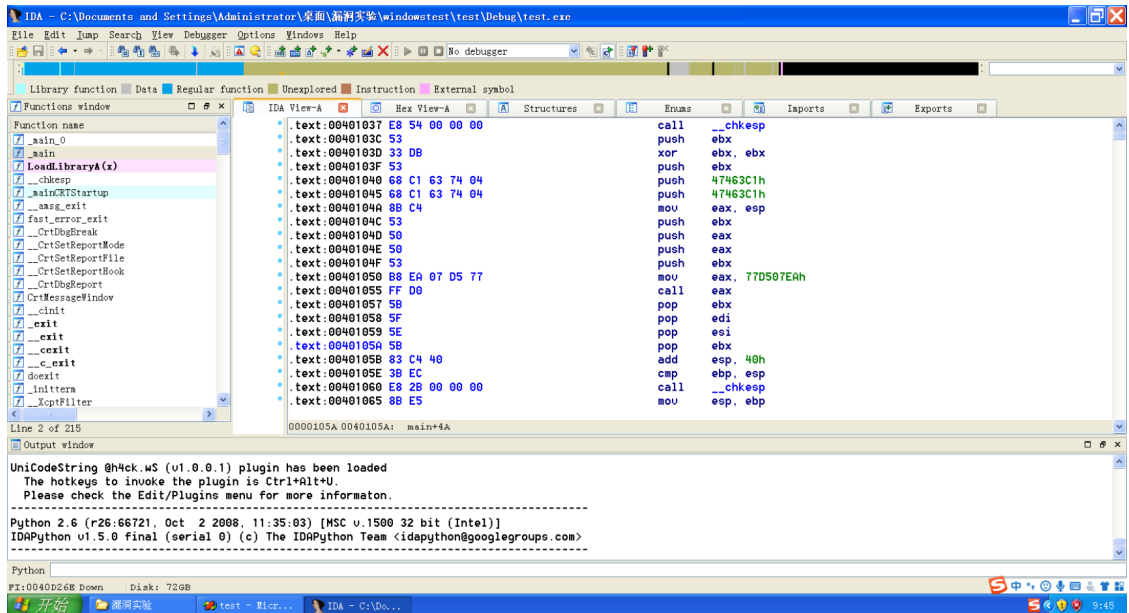 IDA - C:\Documents and Settings\Administrator\桌面\漏洞实验\windowstest\test\Debug\test.exe
File Edit Jump Search View Debugger Options Windows Help
No debugger
Library function Data Regular function Unexplored Instruction External symbol
Functions window
IDA View-A Hex View-A Structures Enums Imports Exports
Function name
_main_0
_main
LoadLibraryA(x)
__chkesp
_mainCRTStartup
__amsg_exit
fast_error_exit
__CrtDbgBreak
__CrtSetReportMode
__CrtSetReportFile
__CrtSetReportHook
__CrtDbgReport
CrtMessageWindow
__cinit
_exit
__exit
__cexit
__c_exit
doexit
_initterm
__XcptFilter
Line 2 of 215
.text:00401037 E8 54 00 00 00 call __chkesp
.text:0040103C 53 push ebx
.text:0040103D 33 DB xor ebx, ebx
.text:0040103F 53 push ebx
.text:00401040 68 C1 63 74 04 push 47463C1h
.text:00401045 68 C1 63 74 04 push 47463C1h
.text:0040104A 8B C4 mov eax, esp
.text:0040104C 53 push ebx
.text:0040104D 50 push eax
.text:0040104E 50 push eax
.text:0040104F 53 push ebx
.text:00401050 B8 EA 07 D5 77 mov eax, 77D507EAh
.text:00401055 FF D0 call eax
.text:00401057 5B pop ebx
.text:00401058 5F pop edi
.text:00401059 5E pop esi
.text:0040105A 5B pop ebx
.text:0040105B 83 C4 40 add esp, 40h
.text:0040105E 3B EC cmp ebp, esp
.text:00401060 E8 2B 00 00 00 call __chkesp
.text:00401065 8B E5 mov esp, ebp
0000105A 0040105A: main+4A
Output window
UniCodeString @h4ck.wS (v1.0.0.1) plugin has been loaded
The hotkeys to invoke the plugin is Ctrl+Alt+U.
Please check the Edit/Plugins menu for more informaton.
---------------------------------------------------------------------------------
Python 2.6 (r26:66721, Oct 2 2008, 11:35:03) [MSC v.1500 32 bit (Intel)]
IDAPython v1.5.0 final (serial 0) (c) The IDAPython Team <idapython@googlegroups.com>
---------------------------------------------------------------------------------
Python
FI:0040D26E Down Disk: 72GB
中
开始 漏洞实验 test - Micr... IDA - C:\Do... 9:45